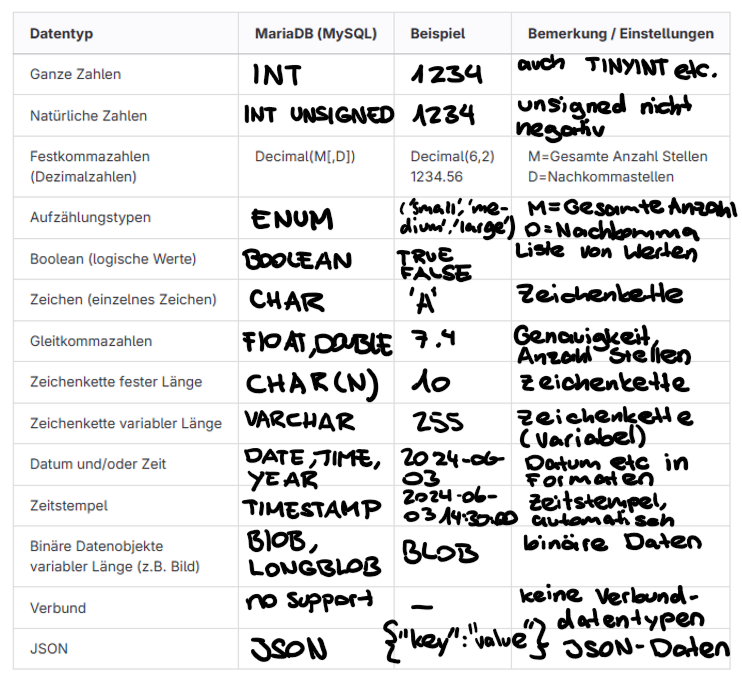 Datentyp MariaDB (MySQL) Beispiel Bemerkung / Einstellungen
Ganze Zahlen INT 1234 auch TINYINT etc.
Natürliche Zahlen INT UNSIGNED 1234 unsigned nicht
negativ
Festkommazahlen Decimal(M[,D]) Decimal(6,2) M=Gesamte Anzahl Stellen
(Dezimalzahlen) 1234.56 D=Nachkommastellen
Aufzählungstypen ENUM ('small','me- M=Gesamte Anzahl
dium','large') D=Nachkomma
Boolean (logische Werte) BOOLEAN TRUE Liste von Werten
FALSE
Zeichen (einzelnes Zeichen) CHAR 'A' Zeichenkette
Gleitkommazahlen FlOAT,DOUBLE 7.4 Genauigkeit,
Anzahl Stellen
Zeichenkette fester Länge CHAR(N) 10 zeichenkette
Zeichenkette variabler Länge VARCHAR 255 zeichenkette
(variabel)
Datum und/oder Zeit DATE,TIME, 2024-06- Datum etc in
YEAR 03 Formaten
Zeitstempel TIMESTAMP 2024-06- Zeitstempel,
03 14:30:00 automatisch
Binäre Datenobjekte BlOB, BLOB binäire Daten
variabler Länge (z.B. Bild) LONGBLOB
Verbund no support — keine Verbund-
datentypen
JSON JSON {"key":"value"} JSON-Daten